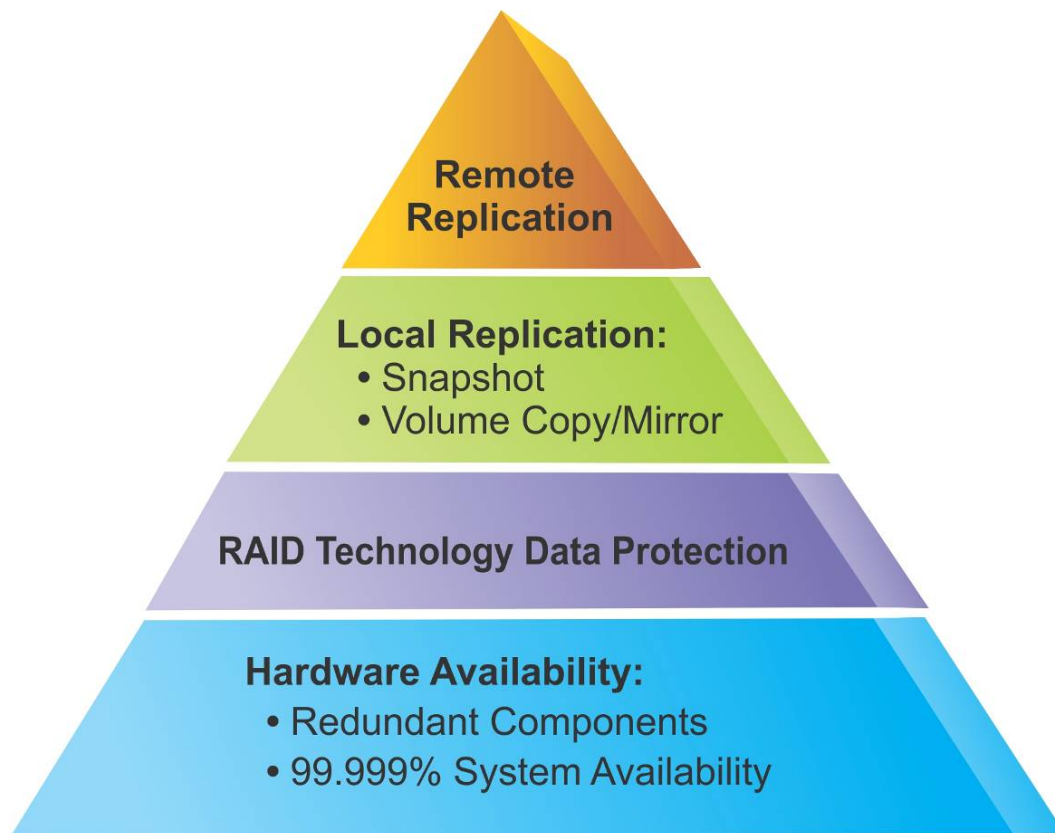 Remote
Replication
Local Replication:
• Snapshot
• Volume Copy/Mirror
RAID Technology Data Protection
Hardware Availability:
• Redundant Components
• 99.999% System Availability